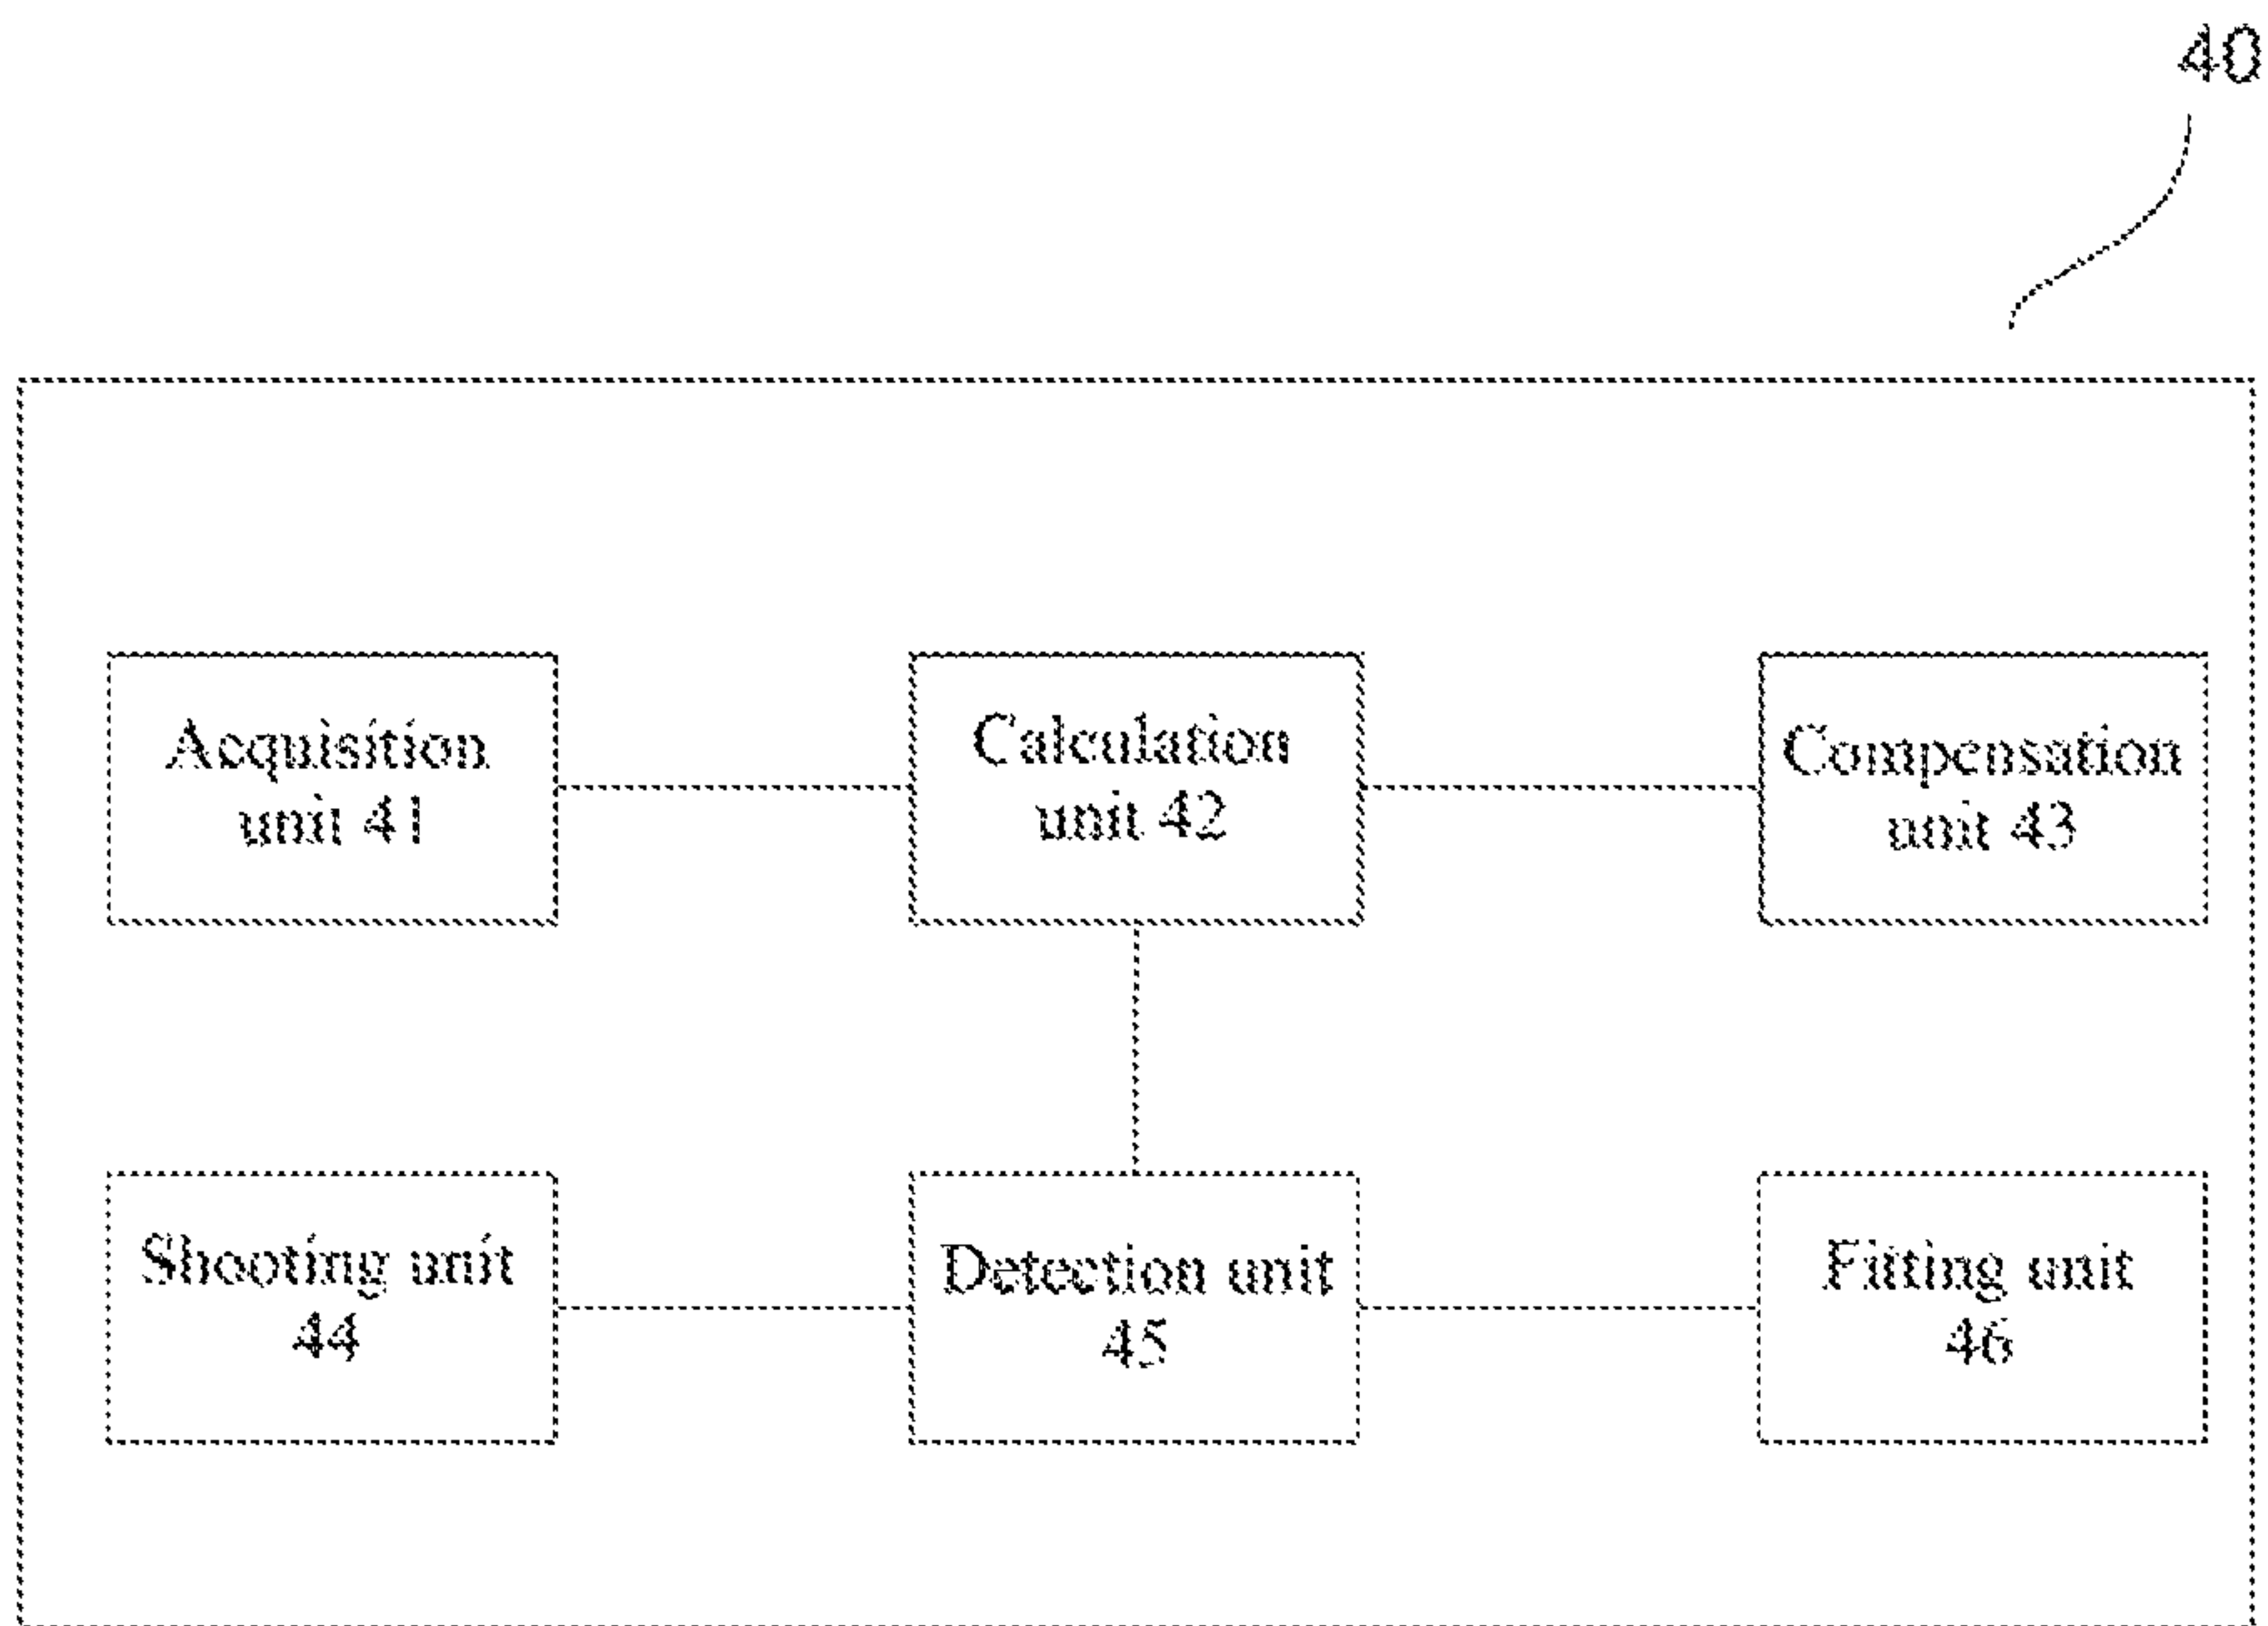 40
Acquisition
unit 41
Calculation
unit 42
Compensation
unit 43
Shooting unit
44
Detection unit
45
Fitting unit
46